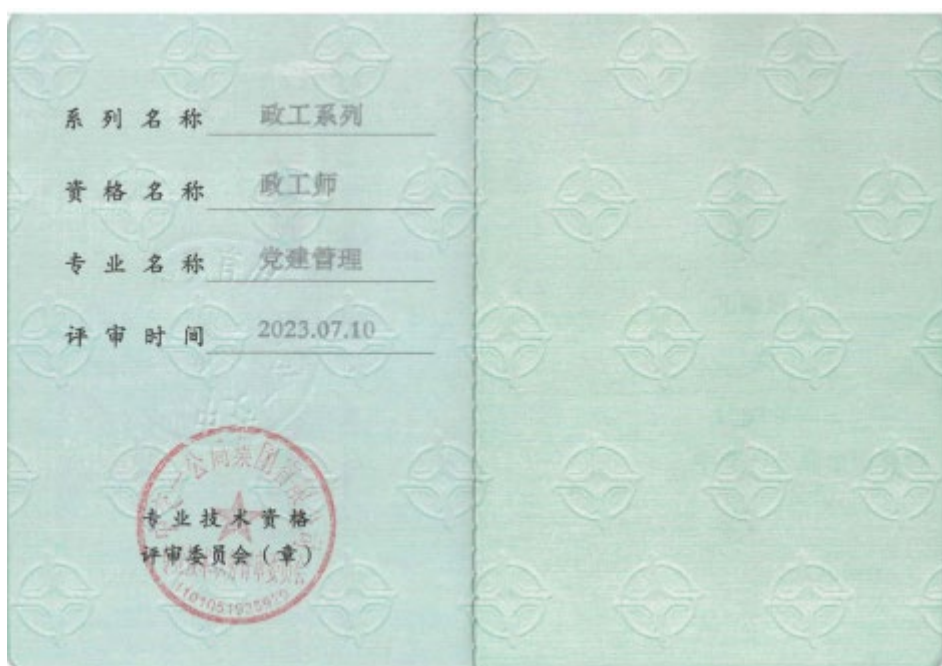 系列名称 政工系列
资格名称 政工师
专业名称 党建管理
评审时间 2023.07.10
专业技术资格
评审委员会（章）